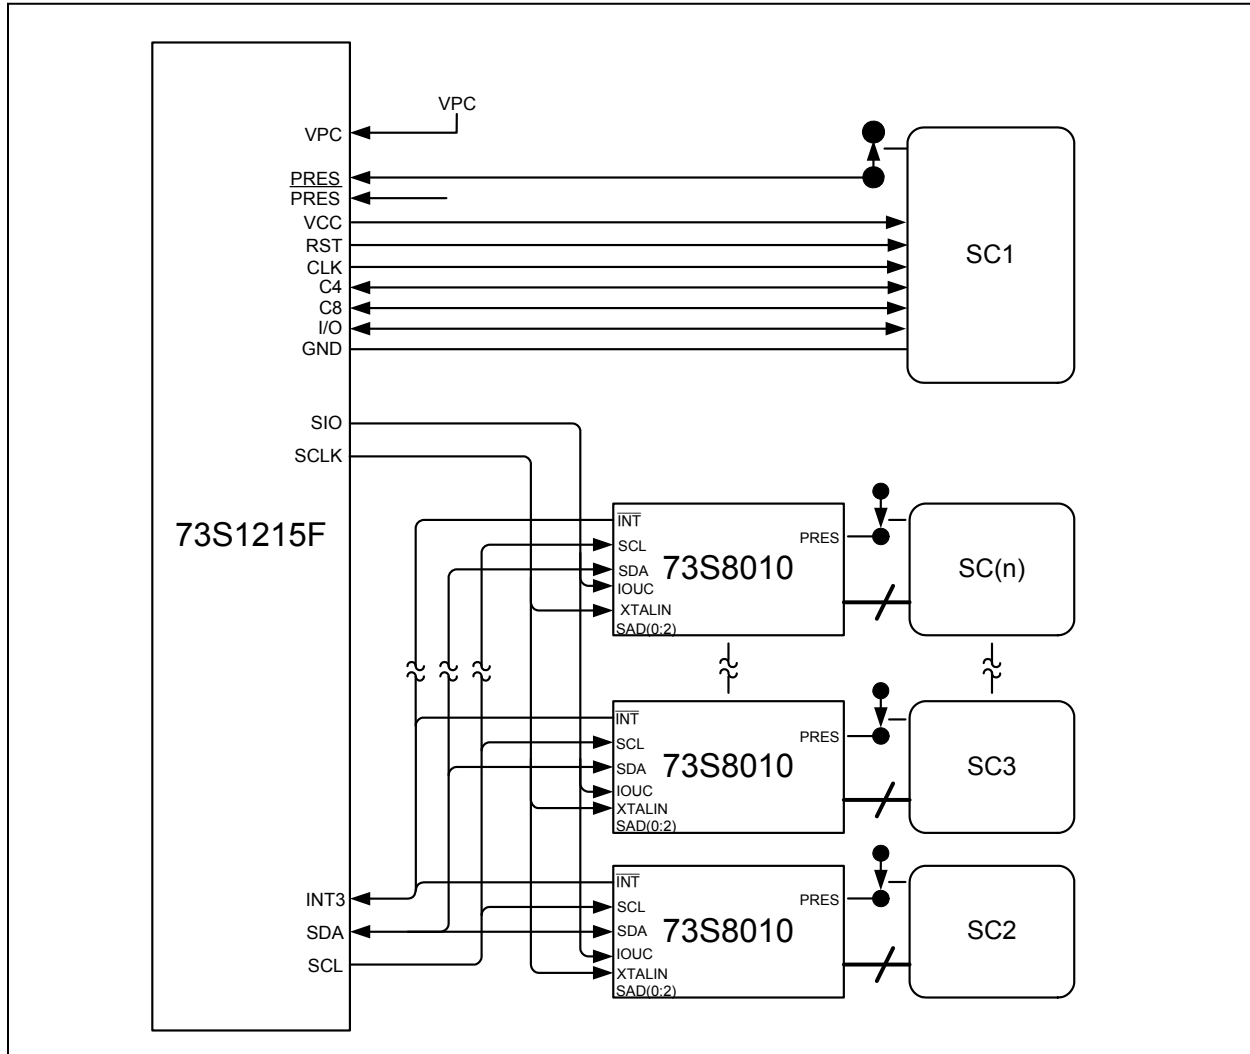 VPC
VPC
PRES
PRES
VCC
RST
CLK
C4
C8
I/O
GND
SC1
SIO
SCLK
73S1215F
INT
SCL
SDA
IOUC
XTALIN
SAD(0:2)
73S8010
PRES
SC(n)
INT
SCL
SDA
IOUC
XTALIN
SAD(0:2)
73S8010
PRES
SC3
INT3
SDA
SCL
INT
SCL
SDA
IOUC
XTALIN
SAD(0:2)
73S8010
PRES
SC2